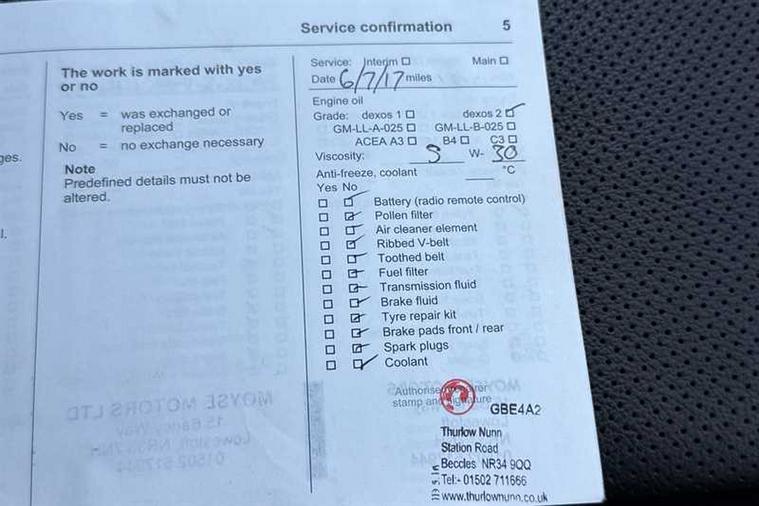 Service confirmation 5
The work is marked with yes
or no
Yes = was exchanged or
replaced
No = no exchange necessary
Note
Predefined details must not be
altered.
ges.
l.
Service: Interim □ Main □
Date 6/7/17 miles
Engine oil
Grade: dexos 1 □ dexos 2 ☑
GM-LL-A-025 □ GM-LL-B-025 □
ACEA A3 □ B4 □ C3 □
Viscosity: 5 W- 30
Anti-freeze, coolant °C
Yes No
□ ☑ Battery (radio remote control)
□ ☑ Pollen filter
□ ☑ Air cleaner element
□ ☑ Ribbed V-belt
□ ☑ Toothed belt
□ ☑ Fuel filter
□ ☑ Transmission fluid
□ ☑ Brake fluid
□ ☑ Tyre repair kit
□ ☑ Brake pads front / rear
□ ☑ Spark plugs
□ ☑ Coolant
stamp and
GBE4A2
Thurlow Nunn
Station Road
Beccles NR34 9QQ
Tel:- 01502 711666
www.thurlownunn.co.uk
MOYSE MOTORS LTD